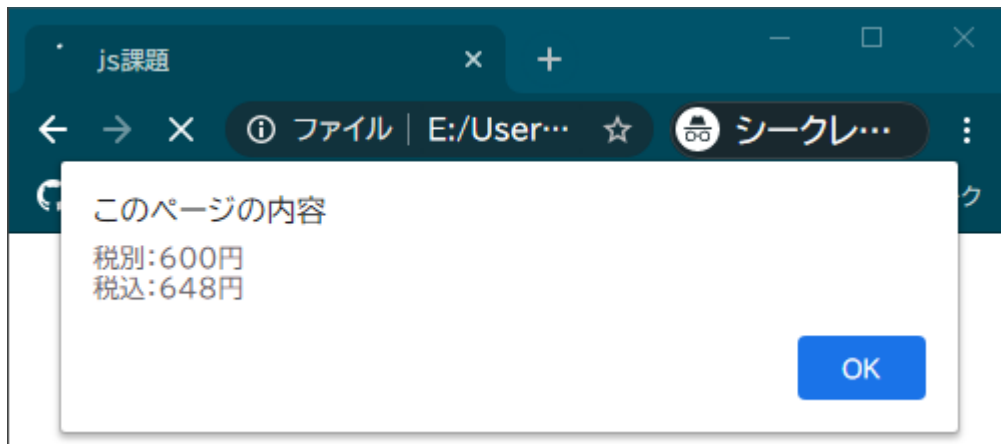 js課題
ファイル | E:/User… シークレ…
ク
このページの内容
税別：600円
税込：648円
OK